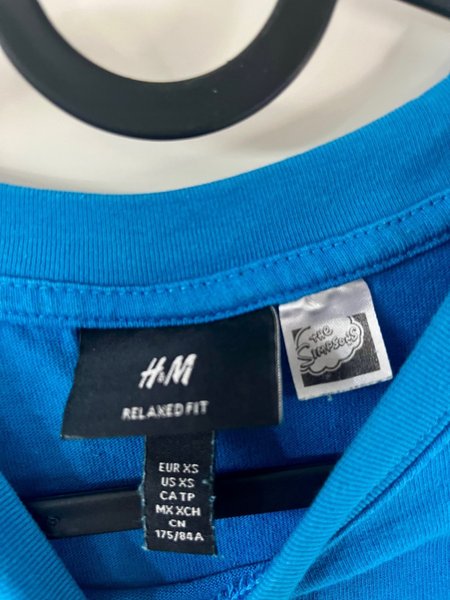 H&M
RELAXED FIT
The
SIMPSONS
EUR XS
US XS
CA TP
MX XCH
CN
175/84A